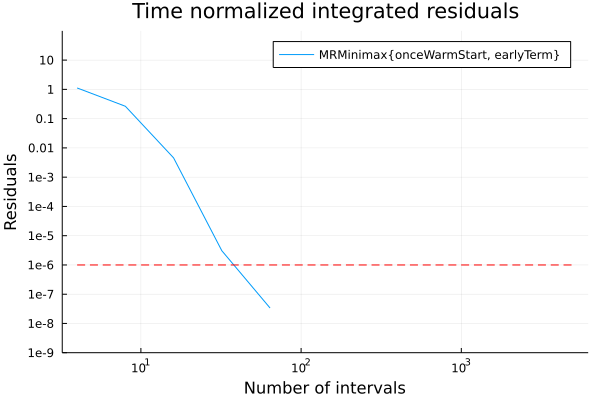 Time normalized integrated residuals
MRMinimax{onceWarmStart, earlyTerm}
Residuals
10
1
0.1
0.01
1e-3
1e-4
1e-5
1e-6
1e-7
1e-8
1e-9
10¹ 10² 10³
Number of intervals